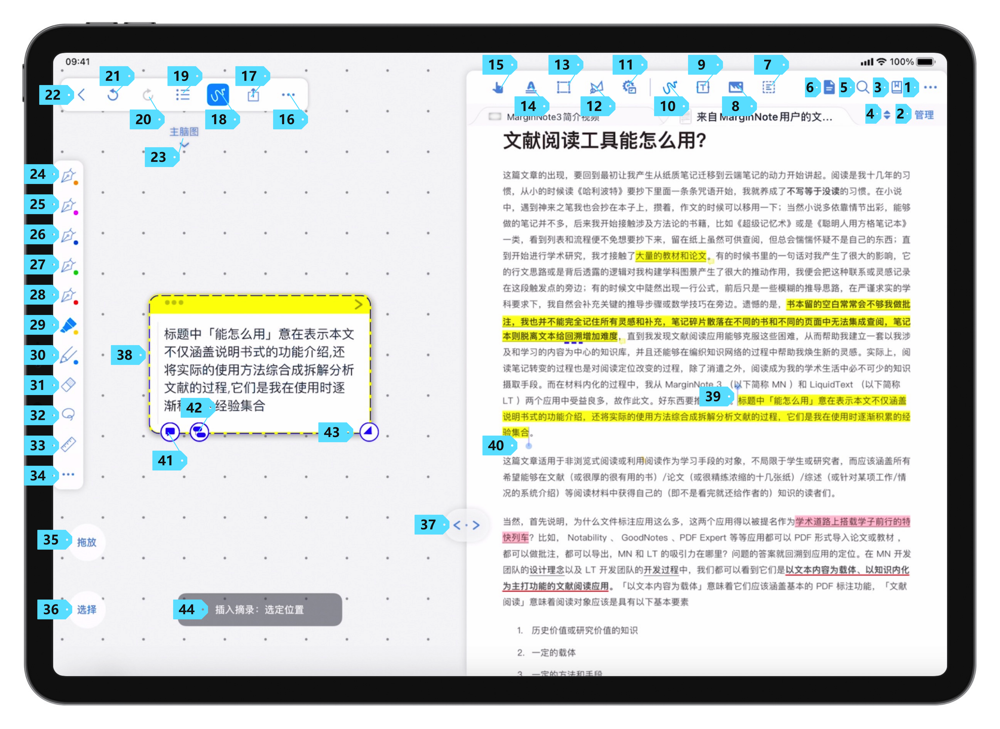 09:41
100%
21
19
17
15
13
11
9
7
22
6
5
3
1
20
18
16
14
12
10
8
4
2
管理
MarginNote3简介视频
来自MarginNote用户的文...
主脑图
23
24
25
26
27
28
29
30
31
32
33
34
35
拖放
36
选择
38
标题中「能怎么用」意在表示本文
不仅涵盖说明书式的功能介绍,还
将实际的使用方法综合成拆解分析
文献的过程,它们是我在使用时逐
经验集合
42
43
41
37
44
插入摘录：选定位置
文献阅读工具能怎么用?
这篇文章的出现，要回到最初让我产生从纸质笔记迁移到云端笔记的动力开始讲起。阅读是我十几年的习
惯，从小的时候读《哈利波特》要抄下里面一条条咒语开始，我就养成了不写等于没读的习惯。在小说
中，遇到神来之笔我也会抄在本子上，攒着，作文的时候可以移用一下；当然小说多依靠情节出彩，能够
做的笔记并不多，后来我开始接触涉及方法论的书籍，比如《超级记忆术》或是《聪明人用方格笔记本》
一类，看到列表和流程便不免想要抄下来，留在纸上虽然可供查阅，但总会惴惴怀疑不是自己的东西；直
到开始进行学术研究，我才接触了大量的教材和论文。有的时候书里的一句话对我产生了很大的影响，它
的行文思路或是背后透露的逻辑对我构建学科图景产生了很大的推动作用，我便会把这种联系或灵感记录
在这段触发点的旁边；有的时候文中陡然出现一行公式，前后只是一些模糊的推导思路，在严谨求实的学
科要求下，我自然会补充关键的推导步骤或数学技巧在旁边。遗憾的是，书本留的空白常常会不够我做批
注。我也并不能完全记住所有灵感和补充，笔记碎片散落在不同的书和不同的页面中无法集成查阅，笔记
本则脱离文本给回溯增加难度，直到我发现文献阅读应用能够克服这些困难，从而帮助我建立一套以我涉
及和学习的内容为中心的知识库，并且还能够在编织知识网络的过程中帮助我焕发新的灵感。实际上，阅
读笔记转变的过程也是对阅读定位改变的过程，除了消遣之外，阅读成为我的学术生活中必不可少的知识
摄取手段。而在材料内化的过程中，我从 MarginNote 3 （以下简称 MN ）和 LiquidText （以下简称
LT ）两个应用中受益良多，故作此文。好东西要推 39 标题中「能怎么用」意在表示本文不仅涵盖
说明书式的功能介绍，还将实际的使用方法综合成拆解分析文献的过程，它们是我在使用时逐渐积累的经
验集合。
40
这篇文章适用于非浏览式阅读或利用阅读作为学习手段的对象，不局限于学生或研究者，而应该涵盖所有
希望能够在文献（或很厚的很有用的书）/论文（或很精练浓缩的十几张纸）/综述（或针对某项工作/情
况的系统介绍）等阅读材料中获得自己的（即不是看完就还给作者的）知识的读者们。
当然，首先说明，为什么文件标注应用这么多，这两个应用得以被提名作为学术道路上搭载学子前行的特
快列车？比如， Notability 、 GoodNotes 、PDF Expert 等等应用都可以 PDF 形式导入论文或教材，
都可以做批注，都可以导出，MN 和 LT 的吸引力在哪里？问题的答案就回溯到应用的定位。在 MN 开发
团队的设计理念以及 LT 开发团队的开发过程中，我们都可以看到它们是以文本内容为载体、以知识内化
为主打功能的文献阅读应用。「以文本内容为载体」意味着它们应该涵盖基本的 PDF 标注功能，「文献
阅读」意味着阅读对象应该是具有以下基本要素
1. 历史价值或研究价值的知识
2. 一定的载体
3. 一定的方法和手段